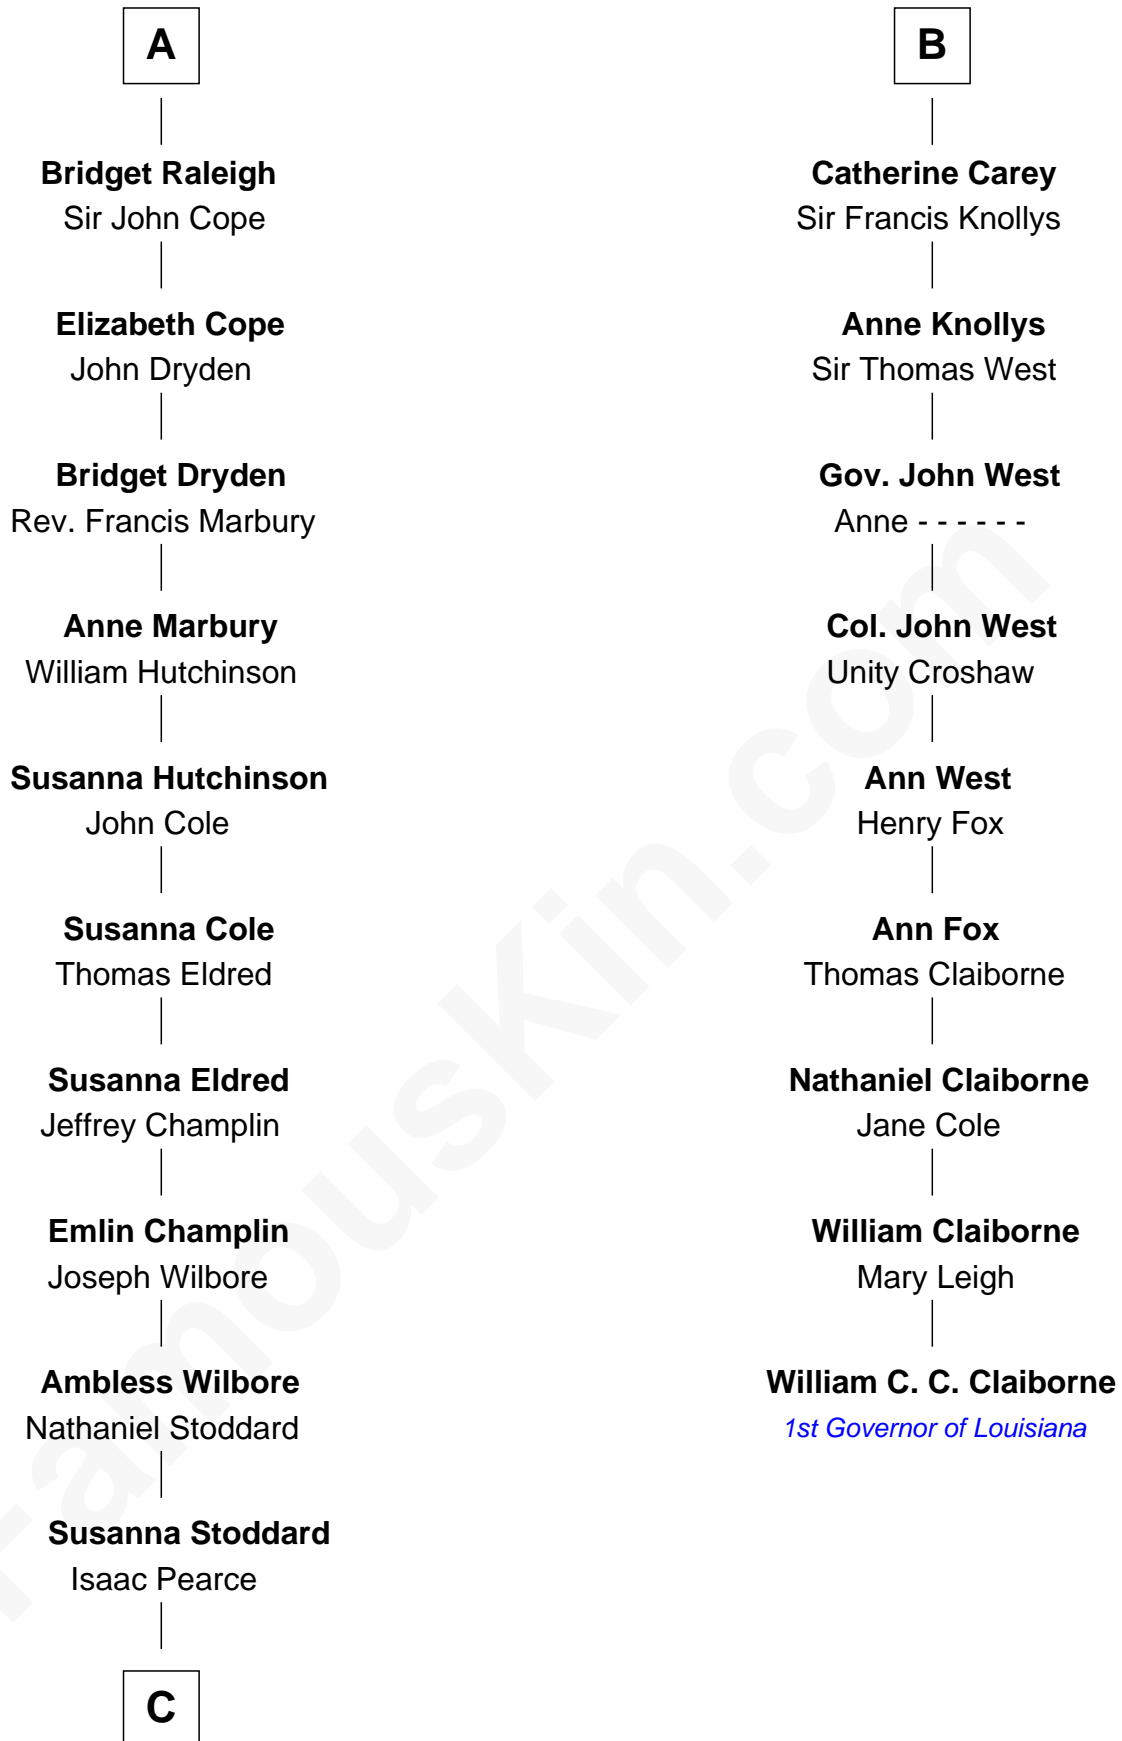 A
Bridget Raleigh
Sir John Cope
Elizabeth Cope
John Dryden
Bridget Dryden
Rev. Francis Marbury
Anne Marbury
William Hutchinson
Susanna Hutchinson
John Cole
Susanna Cole
Thomas Eldred
Susanna Eldred
Jeffrey Champlin
Emlin Champlin
Joseph Wilbore
Ambless Wilbore
Nathaniel Stoddard
Susanna Stoddard
Isaac Pearce
C
B
Catherine Carey
Sir Francis Knollys
Anne Knollys
Sir Thomas West
Gov. John West
Anne - - - - - -
Col. John West
Unity Croshaw
Ann West
Henry Fox
Ann Fox
Thomas Claiborne
Nathaniel Claiborne
Jane Cole
William Claiborne
Mary Leigh
William C. C. Claiborne
1st Governor of Louisiana
FamousKin.com